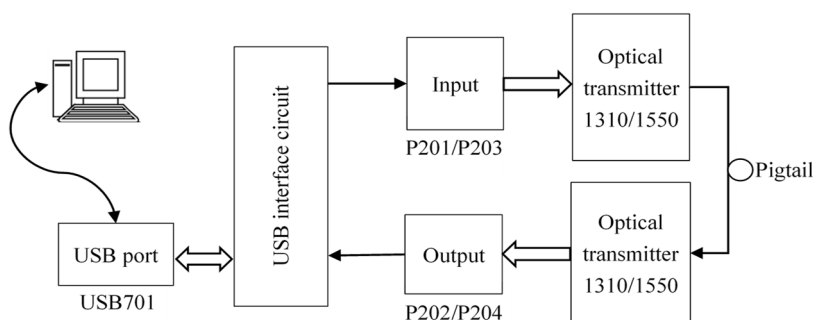 USB port
USB701
USB interface circuit
Input
P201/P203
Optical
transmitter
1310/1550
Pigtail
Optical
transmitter
1310/1550
Output
P202/P204